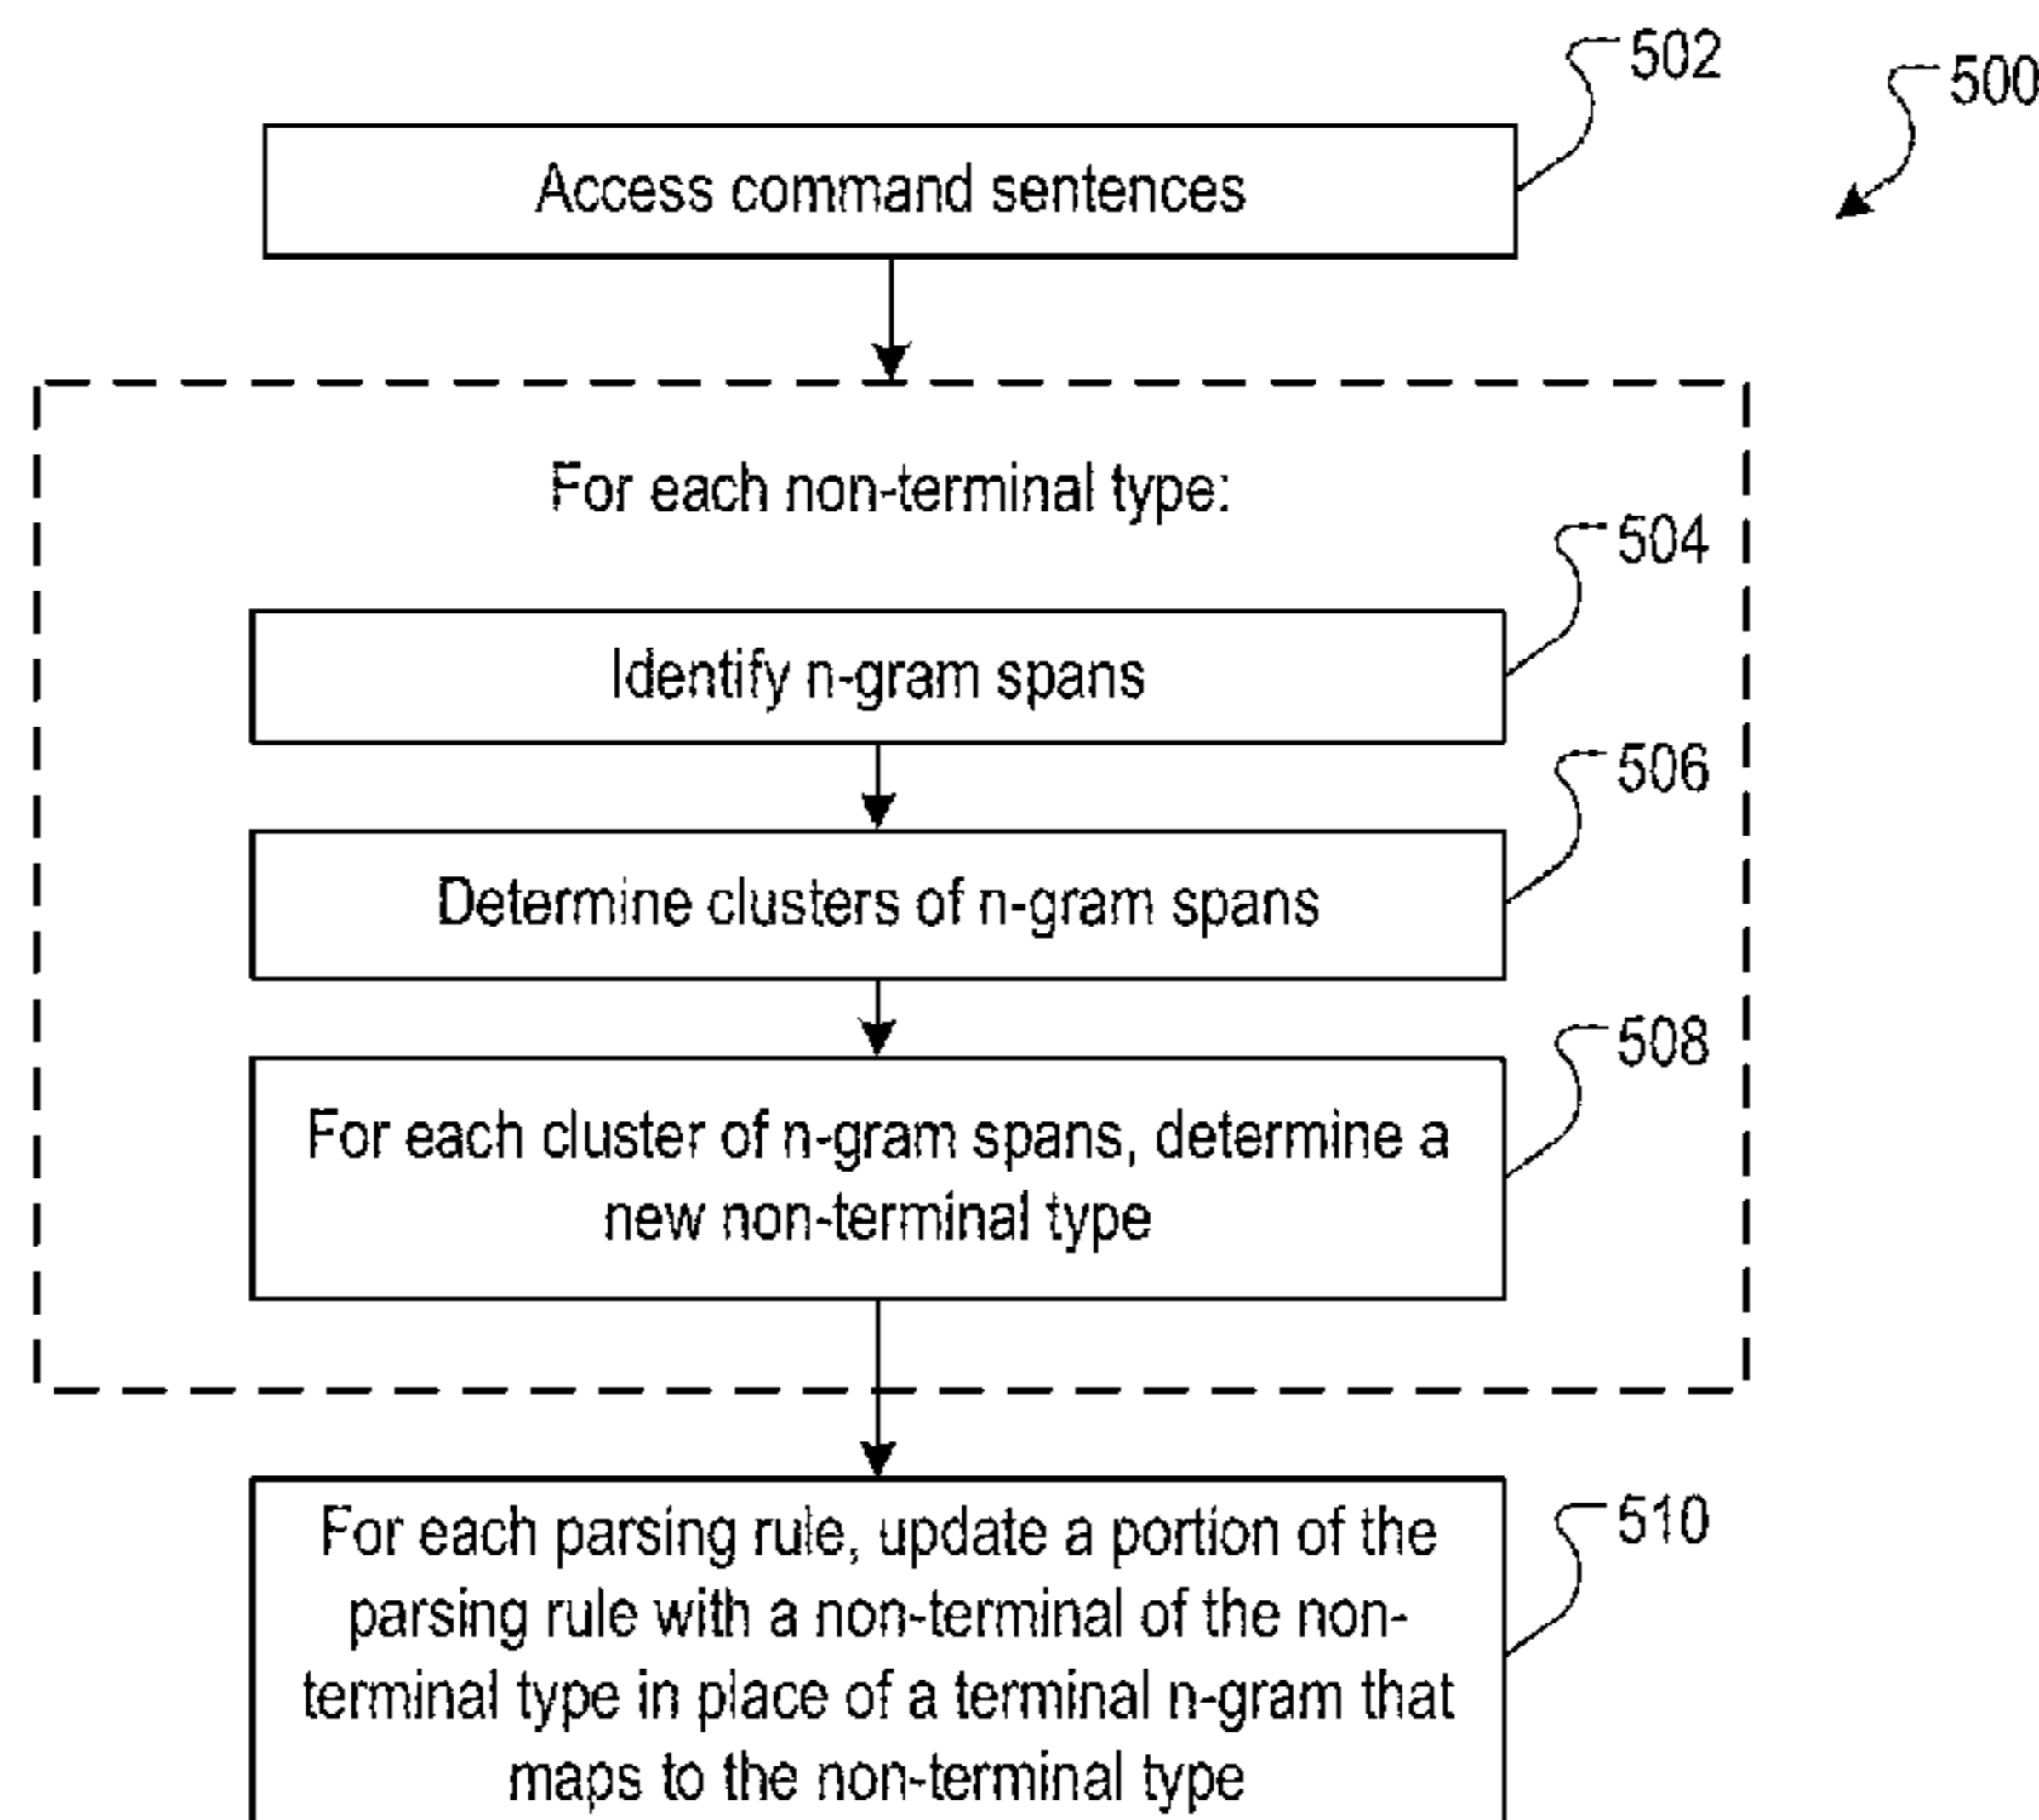 502
500
Access command sentences
For each non-terminal type:
504
Identify n-gram spans
506
Determine clusters of n-gram spans
508
For each cluster of n-gram spans, determine a
new non-terminal type
510
For each parsing rule, update a portion of the
parsing rule with a non-terminal of the non-
terminal type in place of a terminal n-gram that
maps to the non-terminal type